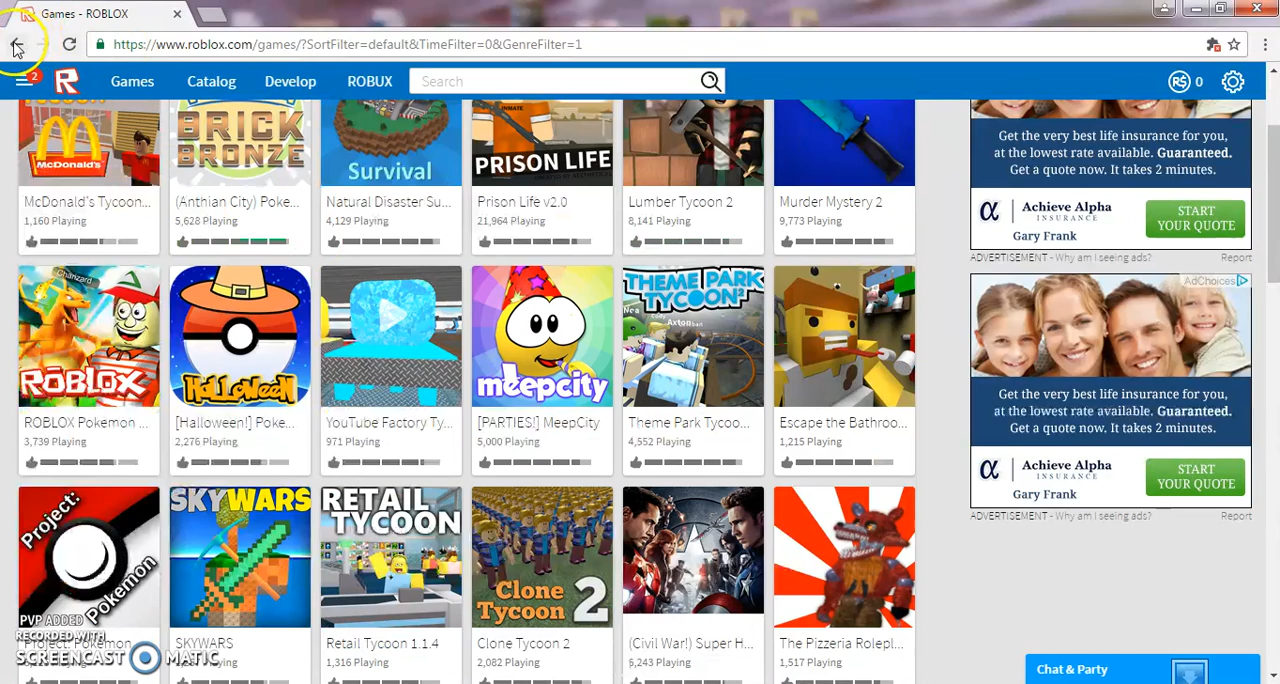 Games - ROBLOX
https://www.roblox.com/games/?SortFilter=default&TimeFilter=0&GenreFilter=1
2
R
Games
Catalog
Develop
ROBUX
Search
R$ 0
TYCOON
McDonald's
BRICK
BRONZE
Survival
INMATE
PRISON LIFE
McDonald's Tycoon...
(Anthian City) Poke...
Natural Disaster Su...
Prison Life v2.0
Lumber Tycoon 2
Murder Mystery 2
1,160 Playing
5,628 Playing
4,129 Playing
21,964 Playing
8,141 Playing
9,773 Playing
Charizard
ROBLOX
Halloween
meepcity
THEME PARK
TYCOON2
Axton
ROBLOX Pokemon ...
[Halloween!] Poke...
YouTube Factory Ty...
[PARTIES!] MeepCity
Theme Park Tycoo...
Escape the Bathroo...
3,739 Playing
2,276 Playing
971 Playing
5,000 Playing
4,552 Playing
1,215 Playing
Project:
Pokemon
PVP ADDED
SKYWARS
RETAIL
TYCOON
Clone
Tycoon 2
Project: Pokemon
SKYWARS
Retail Tycoon 1.1.4
Clone Tycoon 2
(Civil War!) Super H...
The Pizzeria Rolepl...
1,316 Playing
2,082 Playing
5,243 Playing
1,517 Playing
RECORDED WITH
SCREENCAST MATIC
Get the very best life insurance for you,
at the lowest rate available. Guaranteed.
Get a quote now. It takes 2 minutes.
α Achieve Alpha
INSURANCE
Gary Frank
START
YOUR QUOTE
ADVERTISEMENT - Why am I seeing ads?
Report
AdChoices
Get the very best life insurance for you,
at the lowest rate available. Guaranteed.
Get a quote now. It takes 2 minutes.
α Achieve Alpha
INSURANCE
Gary Frank
START
YOUR QUOTE
ADVERTISEMENT - Why am I seeing ads?
Report
Chat & Party